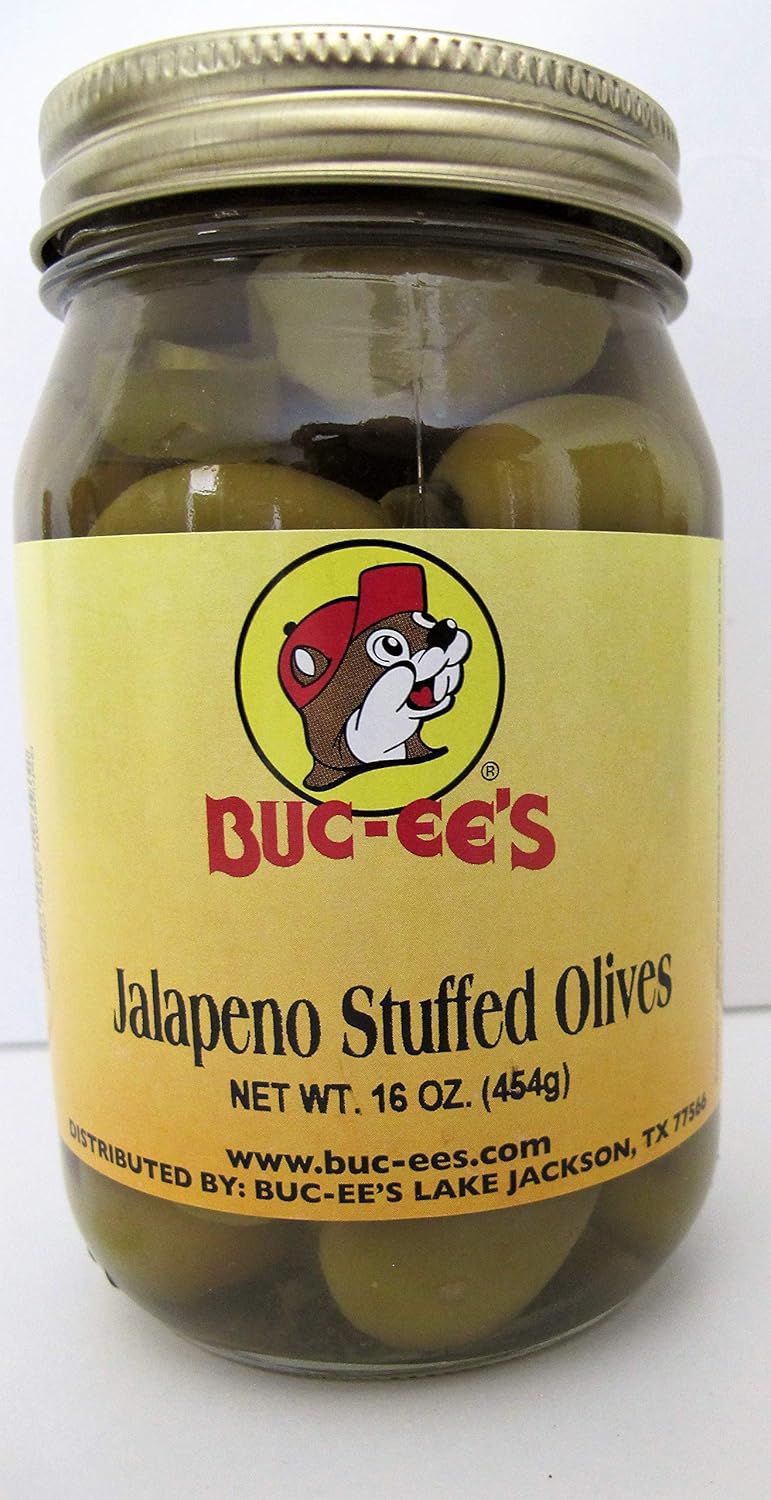 ®
BUC-EE'S
Jalapeno Stuffed Olives
NET WT. 16 OZ. (454g)
www.buc-ees.com
DISTRIBUTED BY: BUC-EE'S LAKE JACKSON, TX 77566